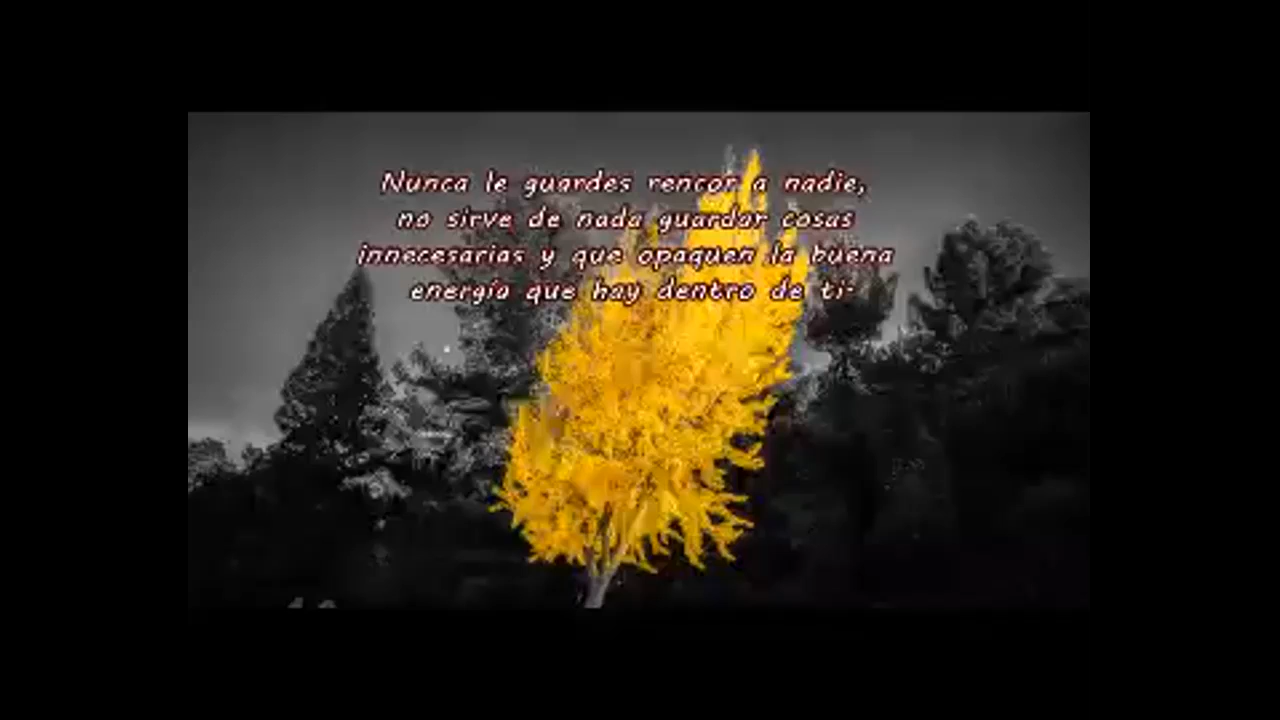 Nunca le guardes rencor a nadie,
no sirve de nada guardar cosas
innecesarias y que opaquen la buena
energía que hay dentro de ti.